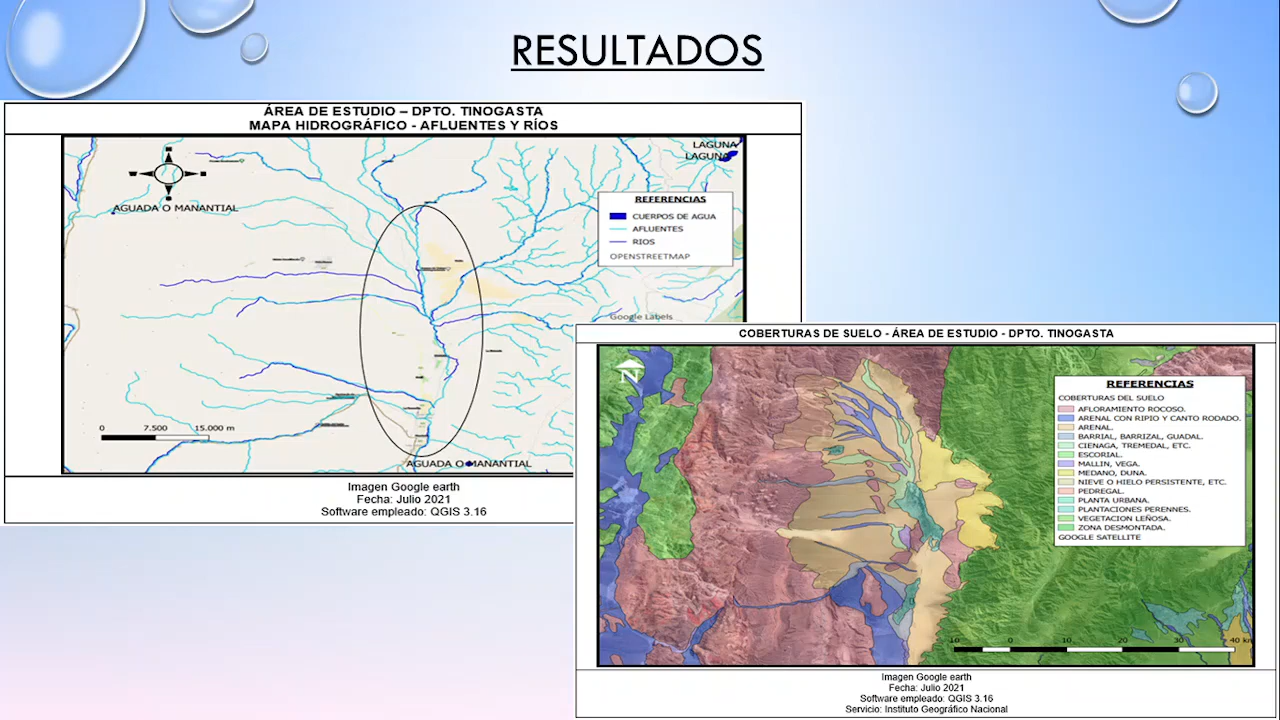 RESULTADOS
ÁREA DE ESTUDIO – DPTO. TINOGASTA
MAPA HIDROGRÁFICO - AFLUENTES Y RÍOS
LAGUNA
LAGUNA
AGUADA O MANANTIAL
REFERENCIAS
CUERPOS DE AGUA
AFLUENTES
RIOS
OPENSTREETMAP
Google Labels
0 7.500 15.000 m
AGUADA O MANANTIAL
Imagen Google earth
Fecha: Julio 2021
Software empleado: QGIS 3.16
COBERTURAS DE SUELO - ÁREA DE ESTUDIO - DPTO. TINOGASTA
N
REFERENCIAS
COBERTURAS DEL SUELO
AFLORAMIENTO ROCOSO.
ARENAL CON RIPIO Y CANTO RODADO.
ARENAL.
BARRIAL, BARRIZAL, GUADAL.
CIENAGA, TREMEDAL, ETC.
ESCORIAL.
MALLIN, VEGA.
MEDANO, DUNA.
NIEVE O HIELO PERSISTENTE, ETC.
PEDREGAL.
PLANTA URBANA.
PLANTACIONES PERENNES.
VEGETACION LEÑOSA.
ZONA DESMONTADA.
GOOGLE SATELLITE
10 0 10 20 30 40 km
Imagen Google earth
Fecha: Julio 2021
Software empleado: QGIS 3.16
Servicio: Instituto Geográfico Nacional